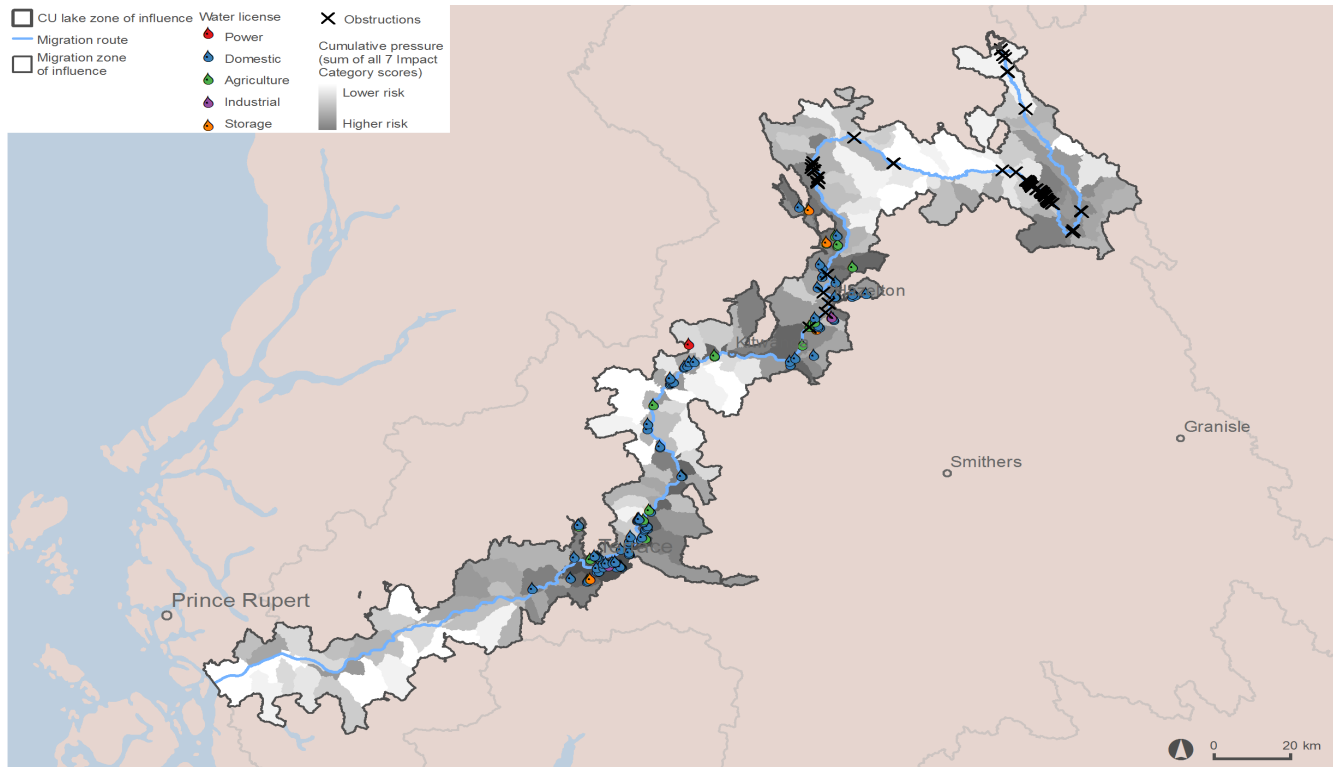 CU lake zone of influence
Migration route
Migration zone
of influence
Water license
Power
Domestic
Agriculture
Industrial
Storage
Obstructions
Cumulative pressure
(sum of all 7 Impact
Category scores)
Lower risk
Higher risk
Granisle
Smithers
Terrace
Prince Rupert
0 20 km